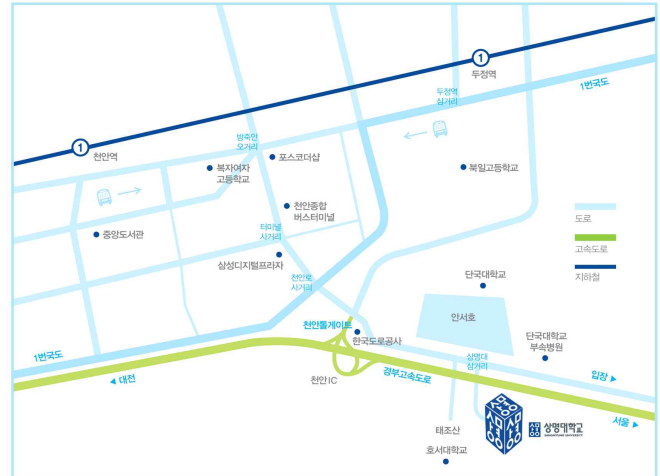 1
두정역
1번국도
두정역
삼거리
방죽안
오거리
1
천안역
포스코더샵
복자여자
고등학교
북일고등학교
천안종합
버스터미널
중앙도서관
터미널
사거리
도로
고속도로
지하철
삼성디지털프라자
천안로
사거리
단국대학교
안서호
천안톨게이트
한국도로공사
단국대학교
부속병원
1번국도
상명대
삼거리
◀ 대전
천안IC
경부고속도로
입장 ▶
서울 ▶
상명대학교
SANGMYUNG UNIVERSITY
태조산
호서대학교